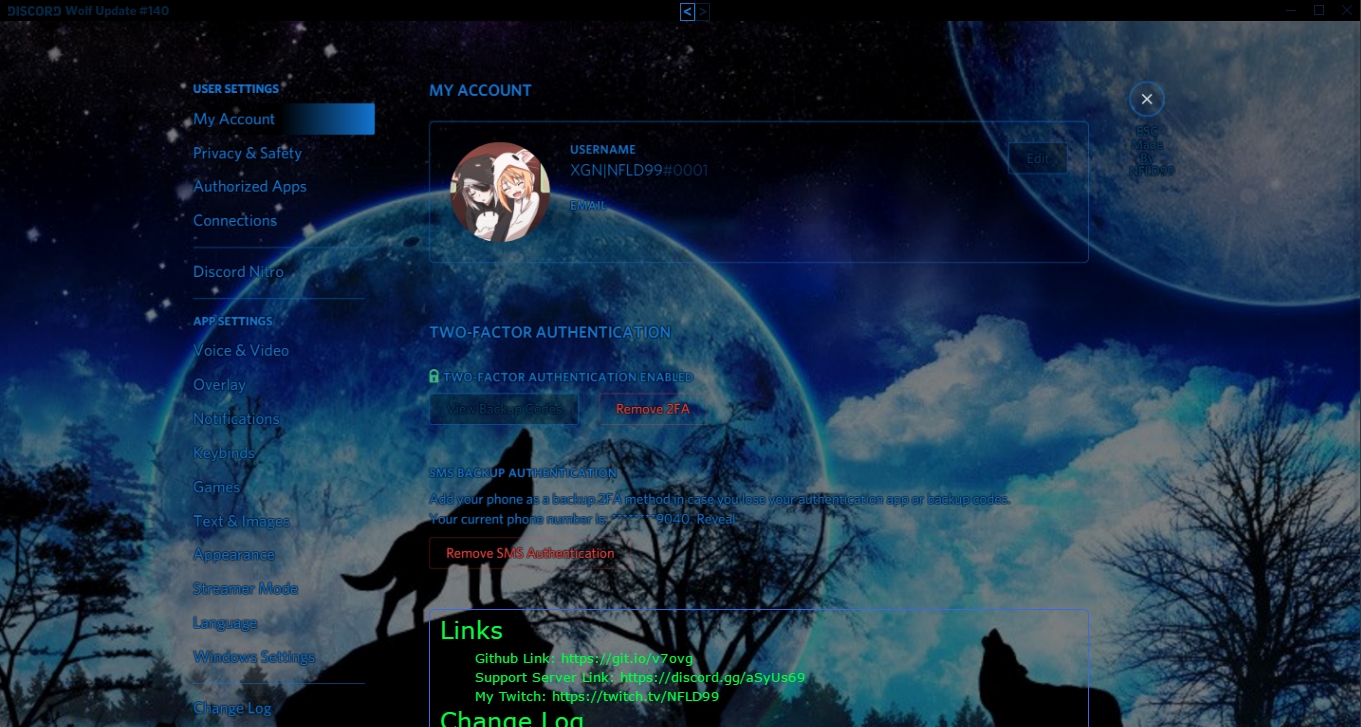 DISCORD Wolf Update #140
< >
USER SETTINGS
My Account
Privacy & Safety
Authorized Apps
Connections
Discord Nitro
APP SETTINGS
Voice & Video
Overlay
Notifications
Keybinds
Games
Text & Images
Appearance
Streamer Mode
Language
Windows Settings
Change Log
MY ACCOUNT
USERNAME
XGN|NFLD99#0001
Edit
EMAIL
TWO-FACTOR AUTHENTICATION
TWO-FACTOR AUTHENTICATION ENABLED
View Backup Codes
Remove 2FA
SMS BACKUP AUTHENTICATION
Add your phone as a backup 2FA method in case you lose your authentication app or backup codes.
Your current phone number is *******9040. Reveal
Remove SMS Authentication
Links
Github Link: https://git.io/v7ovg
Support Server Link: https://discord.gg/aSyUs69
My Twitch: https://twitch.tv/NFLD99
Change Log
ESC
Made
By
NFLD99